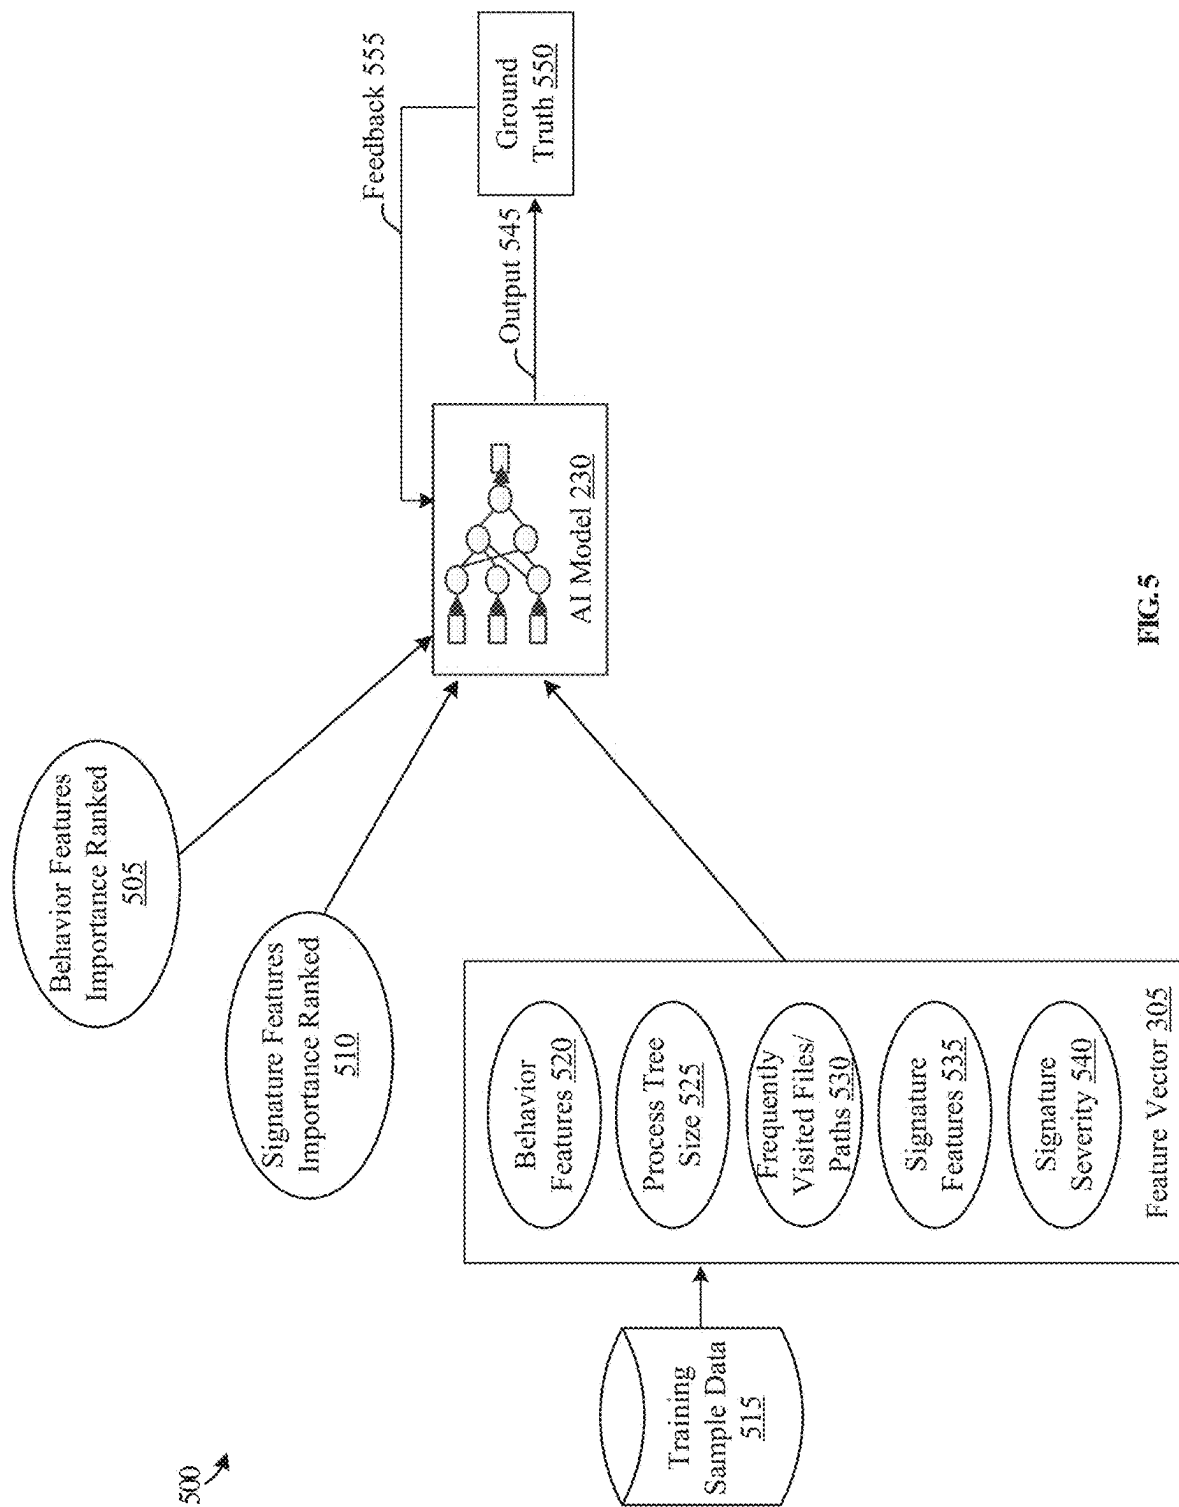 500
Behavior Features
Importance Ranked
505
Signature Features
Importance Ranked
510
Training
Sample Data
515
Behavior
Features 520
Process Tree
Size 525
Frequently
Visited Files/
Paths 530
Signature
Features 535
Signature
Severity 540
Feature Vector 305
AI Model 230
Output 545
Feedback 555
Ground
Truth 550
FIG. 5